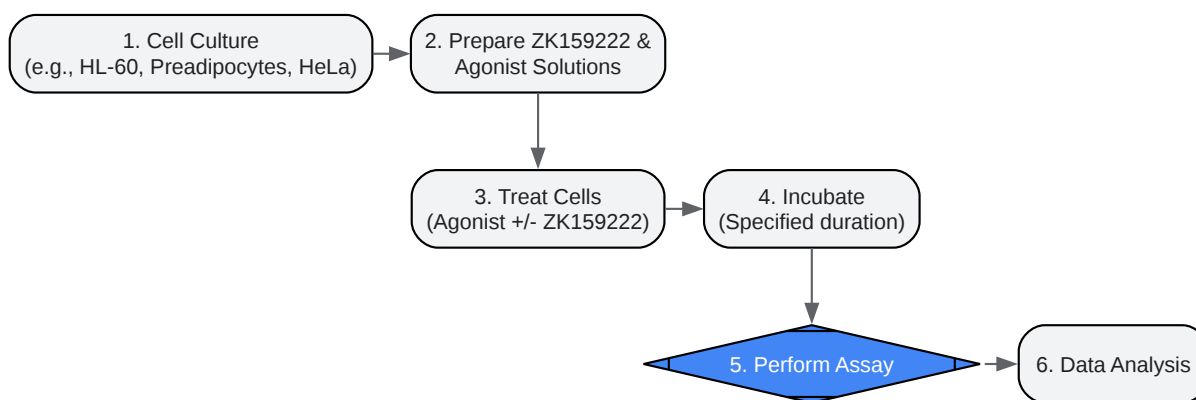 1. Cell Culture
(e.g., HL-60, Preadipocytes, HeLa)
2. Prepare ZK159222 &
Agonist Solutions
3. Treat Cells
(Agonist +/- ZK159222)
4. Incubate
(Specified duration)
5. Perform Assay
6. Data Analysis